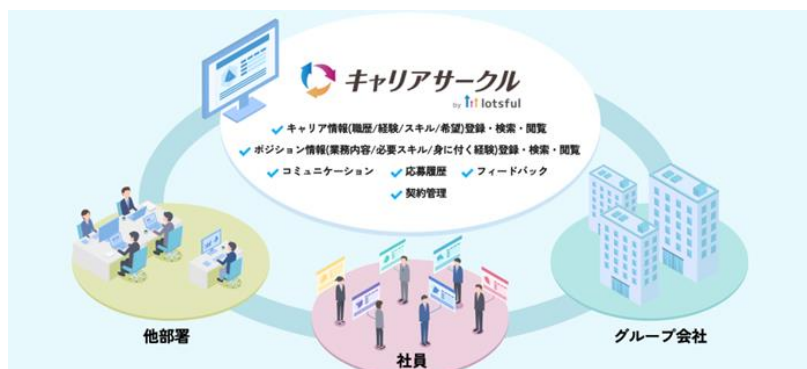 キャリアサークル
by lotsful
キャリア情報(職歴/経験/スキル/希望)登録・検索・閲覧
ポジション情報(業務内容/必要スキル/身に付く経験)登録・検索・閲覧
コミュニケーション 応募履歴 フィードバック
契約管理
他部署
社員
グループ会社